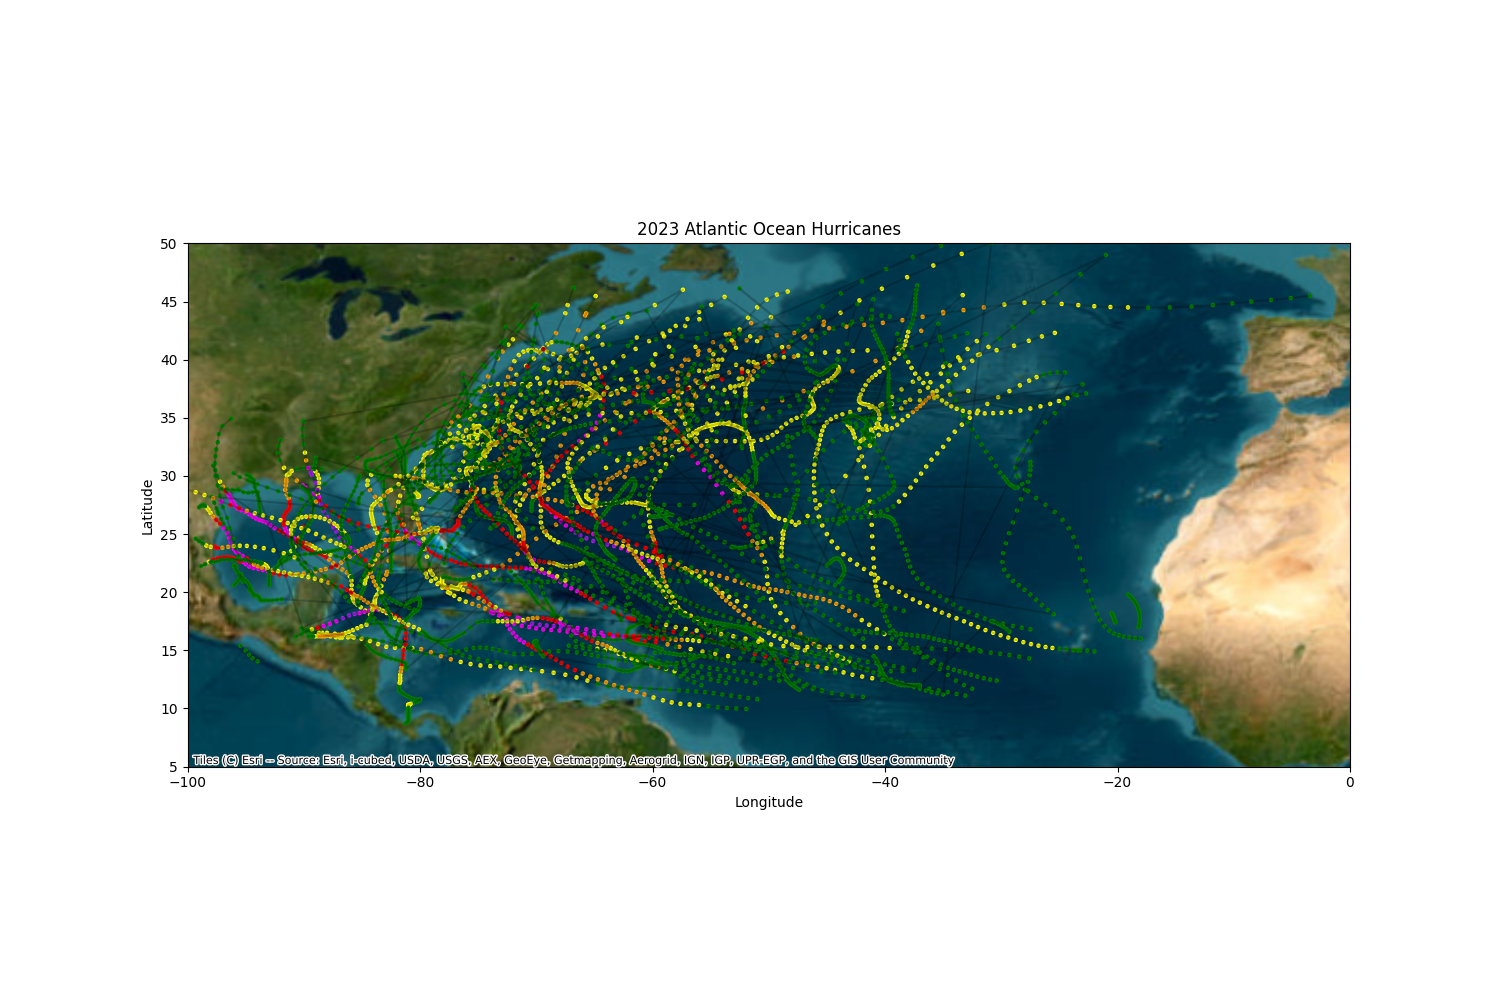 2023 Atlantic Ocean Hurricanes
50
45
40
35
30
25
20
15
10
5
Latitude
Tiles (C) Esri -- Source: Esri, i-cubed, USDA, USGS, AEX, GeoEye, Getmapping, Aerogrid, IGN, IGP, UPR-EGP, and the GIS User Community
−100 −80 −60 −40 −20 0
Longitude